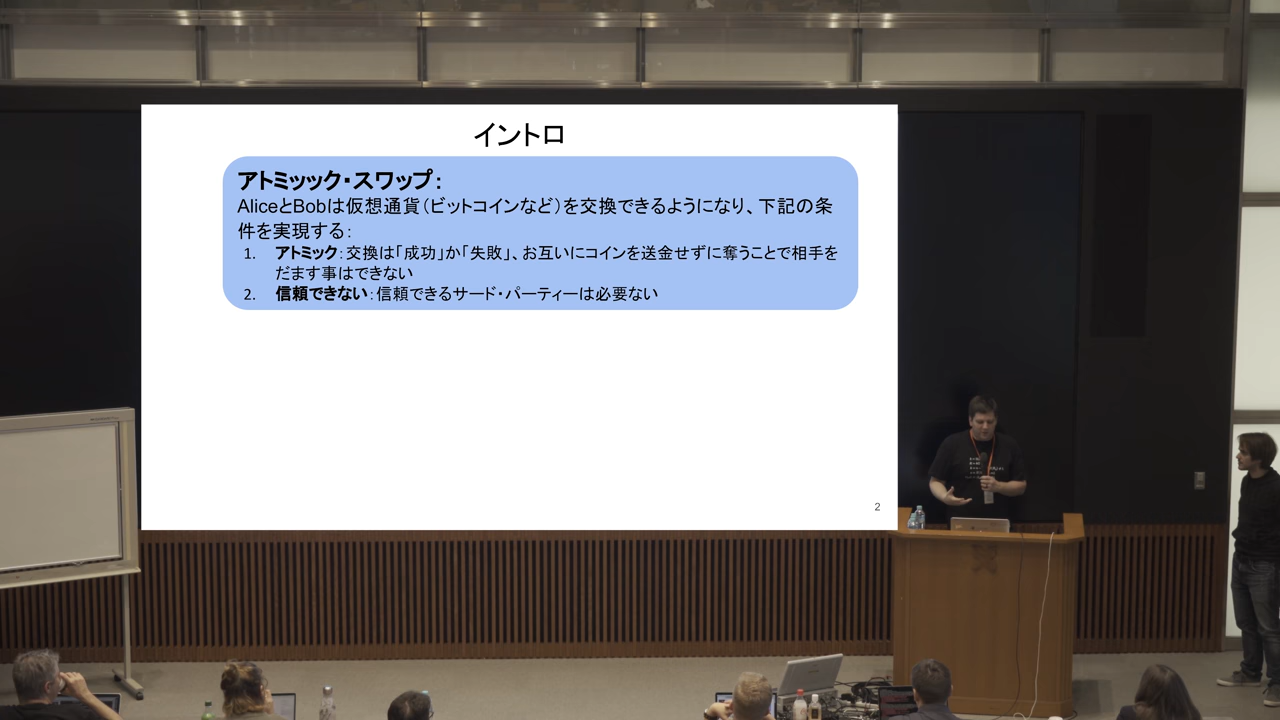 イントロ
アトミッック・スワップ：
AliceとBobは仮想通貨（ビットコインなど）を交換できるようになり、下記の条
件を実現する：
1. アトミック：交換は「成功」か「失敗」、お互いにコインを送金せずに奪うことで相手を
だます事はできない
2. 信頼できない：信頼できるサード・パーティーは必要ない
2